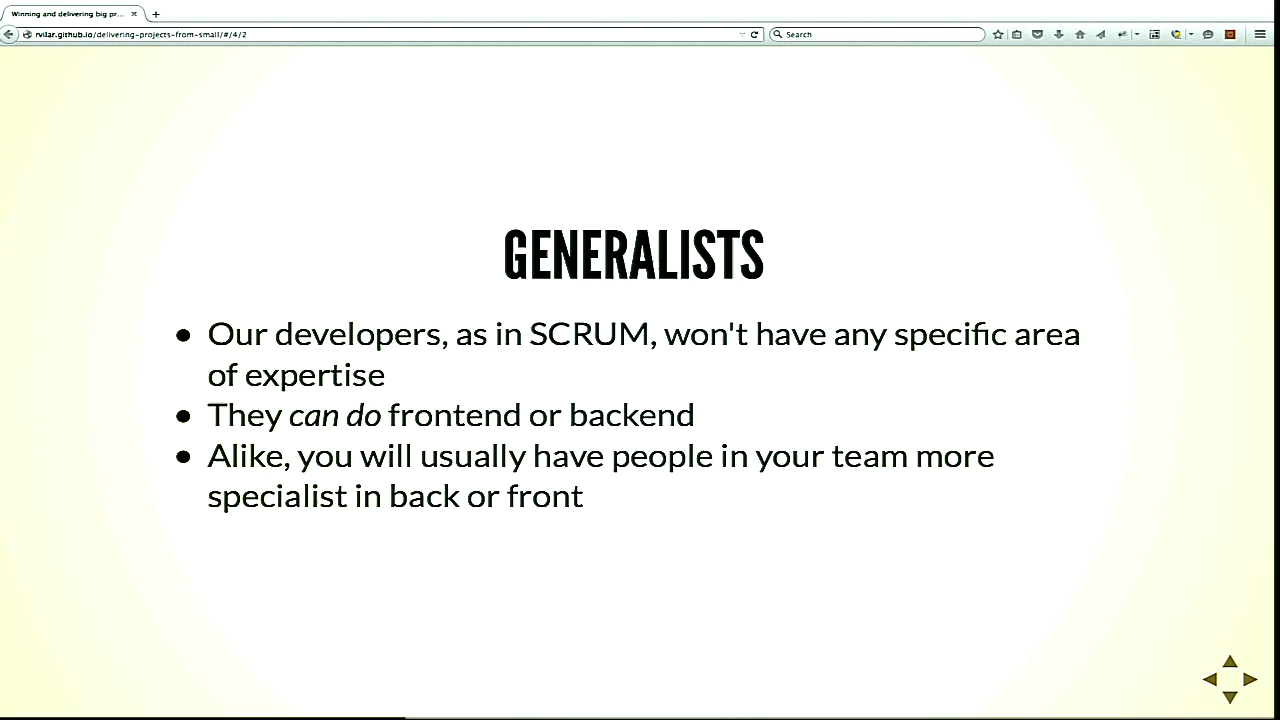 Winning and delivering big pr...
rvilar.github.io/delivering-projects-from-small/#/4/2
Search
GENERALISTS
• Our developers, as in SCRUM, won't have any specific area
of expertise
• They can do frontend or backend
• Alike, you will usually have people in your team more
specialist in back or front